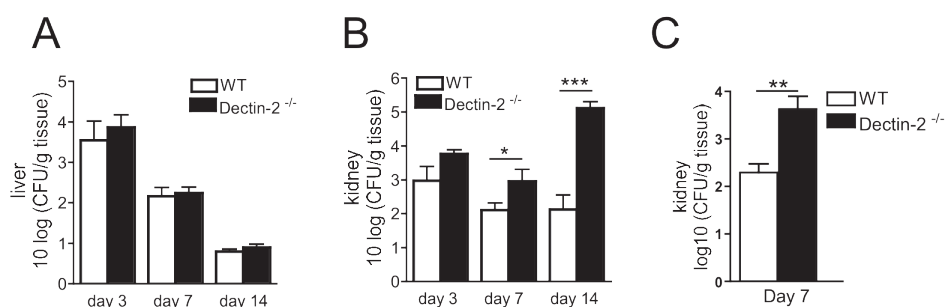 A
liver
10 log (CFU/g tissue)
5
4
3
2
1
0
WT
Dectin-2 -/-
day 3
day 7
day 14
B
kidney
10 log (CFU/g tissue)
6
5
4
3
2
1
0
WT
Dectin-2 -/-
*
***
day 3
day 7
day 14
C
kidney
log10 (CFU/g tissue)
4
3
2
1
0
**
WT
Dectin-2 -/-
Day 7